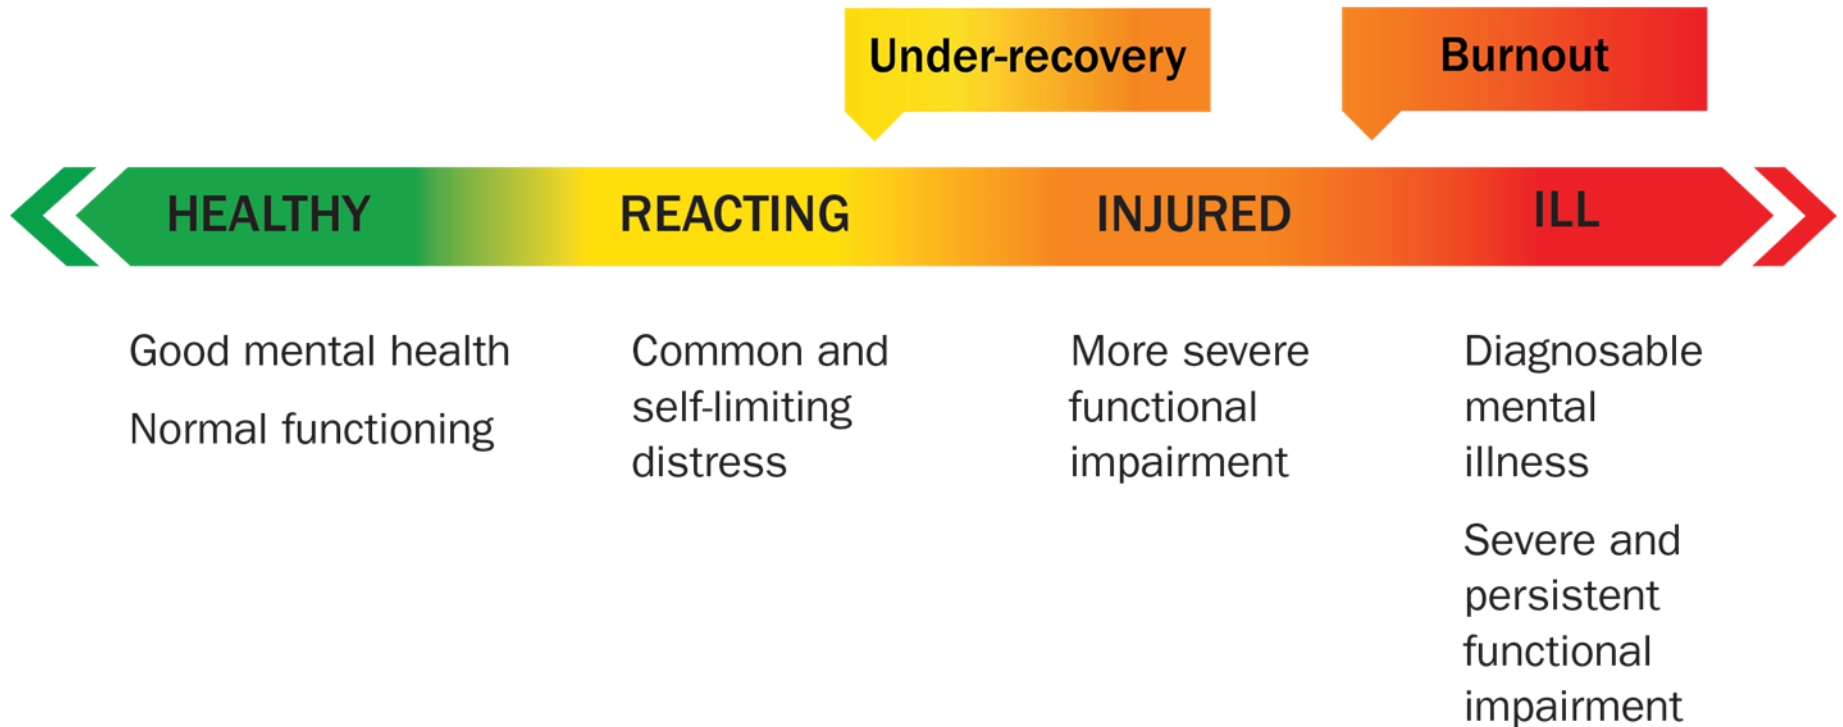 Under-recovery
Burnout
HEALTHY
REACTING
INJURED
ILL
Good mental health
Normal functioning
Common and
self-limiting
distress
More severe
functional
impairment
Diagnosable
mental
illness
Severe and
persistent
functional
impairment